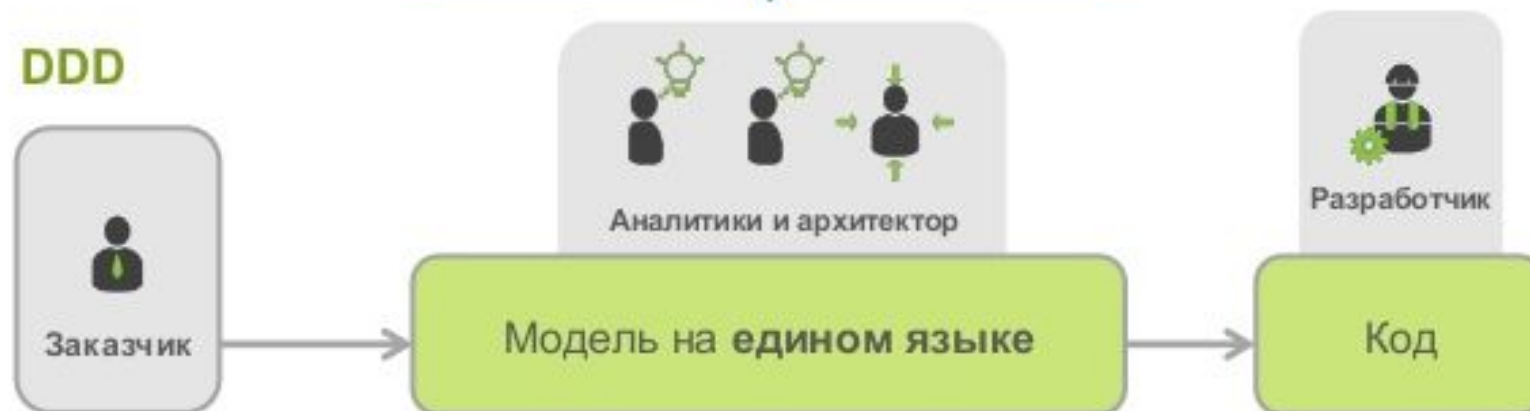 DDD
Аналитики и архитектор
Разработчик
Заказчик
Модель на едином языке
Код